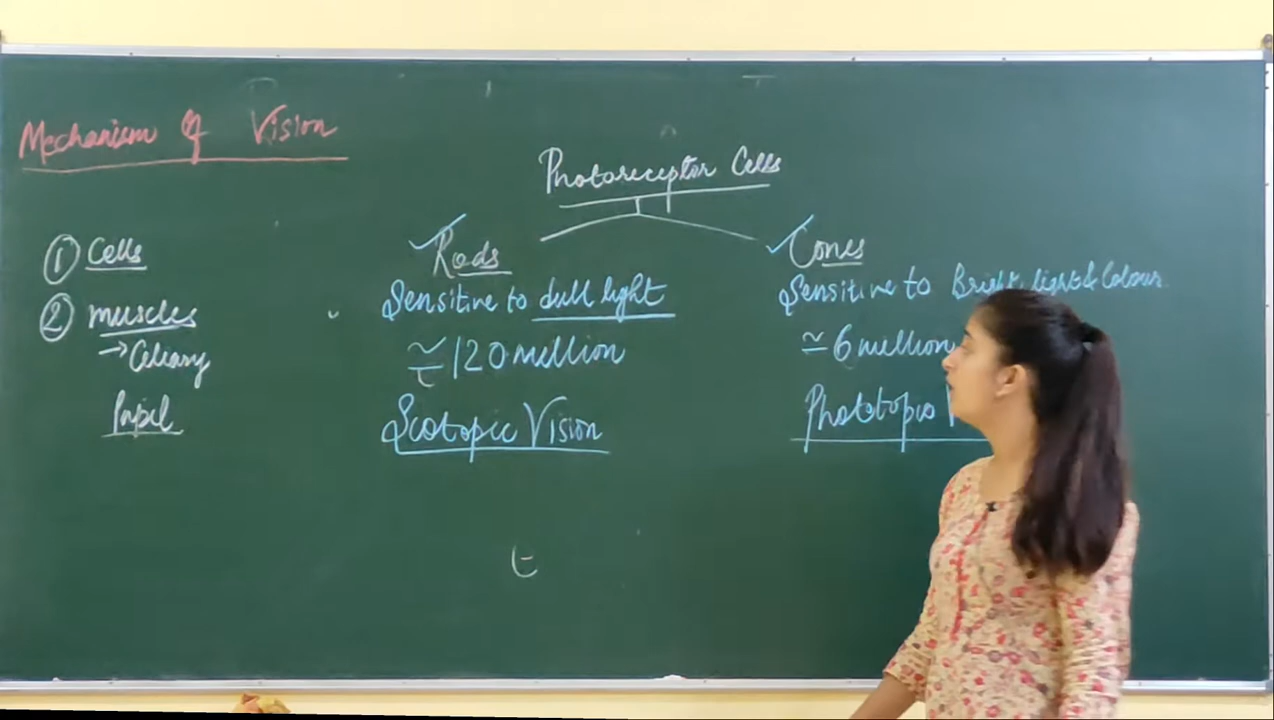 Mechanism of Vision
Photoreceptor Cells
① Cells
② muscles
→ Ciliary
Pupil
✓ Rods
Sensitive to dull light
≃ 120 million
Scotopic Vision
✓ Cones
Sensitive to Bright light & Colour
≃ 6 million
Phototopic
t